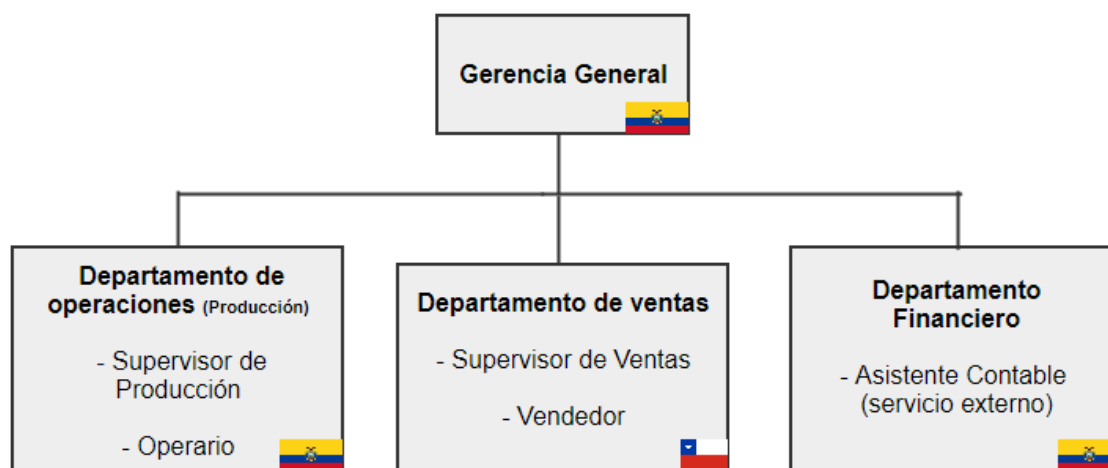 Gerencia General
Departamento de
operaciones (Producción)
- Supervisor de
Producción
- Operario
Departamento de ventas
- Supervisor de Ventas
- Vendedor
Departamento
Financiero
- Asistente Contable
(servicio externo)